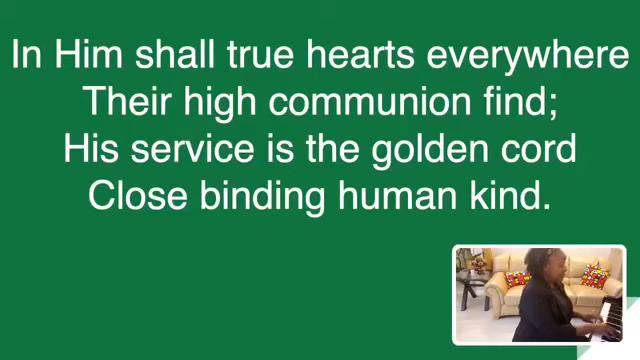 In Him shall true hearts everywhere
Their high communion find;
His service is the golden cord
Close binding human kind.